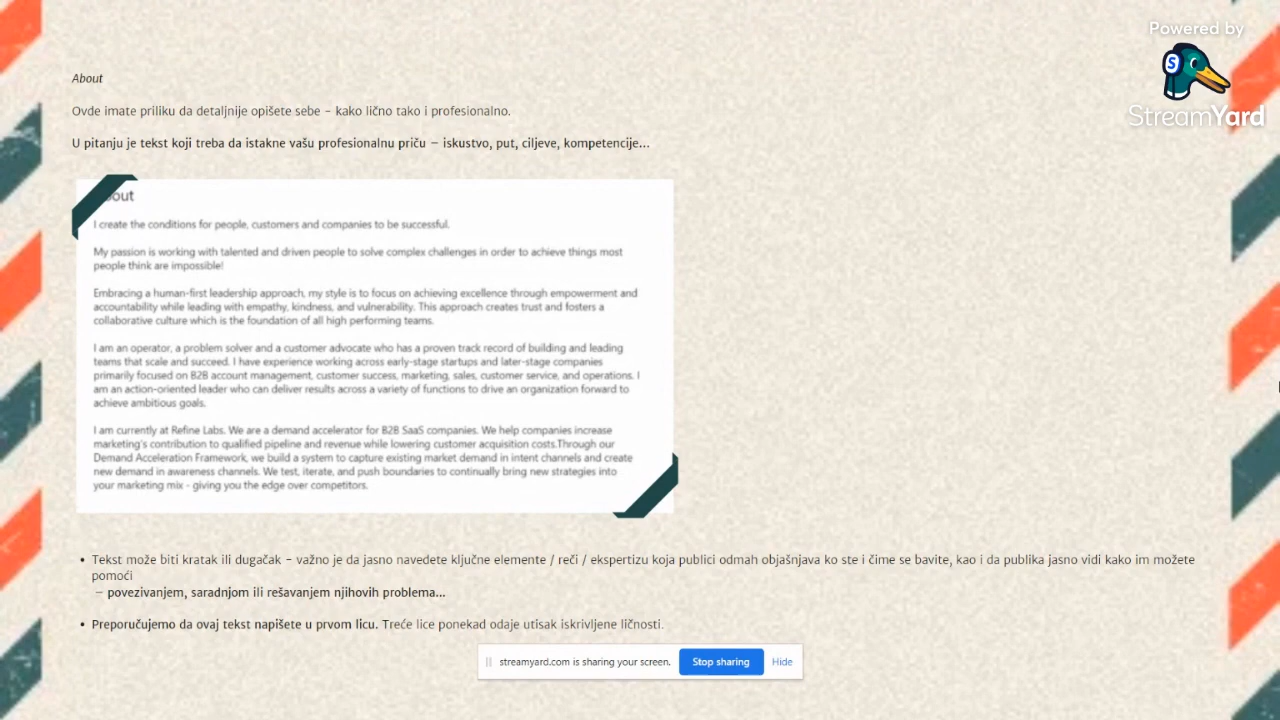 Powered by
StreamYard
About
Ovde imate priliku da detaljnije opišete sebe – kako lično tako i profesionalno.
U pitanju je tekst koji treba da istakne vašu profesionalnu priču – iskustvo, put, ciljeve, kompetencije...
out
I create the conditions for people, customers and companies to be successful.
My passion is working with talented and driven people to solve complex challenges in order to achieve things most
people think are impossible!
Embracing a human-first leadership approach, my style is to focus on achieving excellence through empowerment and
accountability while leading with empathy, kindness, and vulnerability. This approach creates trust and fosters a
collaborative culture which is the foundation of all high performing teams.
I am an operator, a problem solver and a customer advocate who has a proven track record of building and leading
teams that scale and succeed. I have experience working across early-stage startups and later-stage companies
primarily focused on B2B account management, customer success, marketing, sales, customer service, and operations. I
am an action-oriented leader who can deliver results across a variety of functions to drive an organization forward to
achieve ambitious goals.
I am currently at Refine Labs. We are a demand accelerator for B2B SaaS companies. We help companies increase
marketing's contribution to qualified pipeline and revenue while lowering customer acquisition costs.Through our
Demand Acceleration Framework, we build a system to capture existing market demand in intent channels and create
new demand in awareness channels. We test, iterate, and push boundaries to continually bring new strategies into
your marketing mix - giving you the edge over competitors.
• Tekst može biti kratak ili dugačak – važno je da jasno navedete ključne elemente / reči / ekspertizu koja publici odmah objašnjava ko ste i čime se bavite, kao i da publika jasno vidi kako im možete
pomoći
– povezivanjem, saradnjom ili rešavanjem njihovih problema...
• Preporučujemo da ovaj tekst napišete u prvom licu. Treće lice ponekad odaje utisak iskrivljene ličnosti.
streamyard.com is sharing your screen.
Stop sharing
Hide